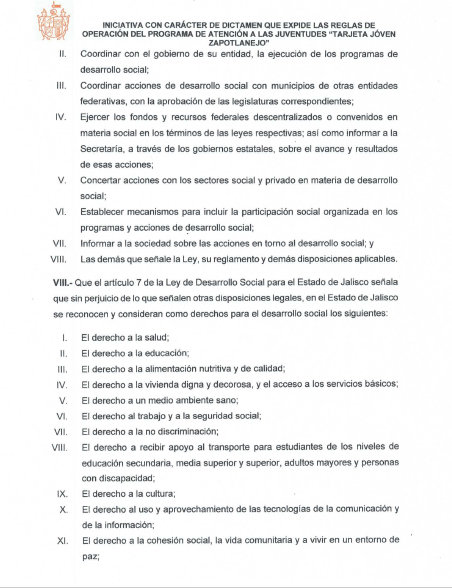 INICIATIVA CON CARÁCTER DE DICTAMEN QUE EXPIDE LAS REGLAS DE
OPERACIÓN DEL PROGRAMA DE ATENCIÓN A LAS JUVENTUDES "TARJETA JÓVEN
ZAPOTLANEJO"
II. Coordinar con el gobierno de su entidad, la ejecución de los programas de
desarrollo social;
III. Coordinar acciones de desarrollo social con municipios de otras entidades
federativas, con la aprobación de las legislaturas correspondientes;
IV. Ejercer los fondos y recursos federales descentralizados o convenidos en
materia social en los términos de las leyes respectivas; así como informar a la
Secretaría, a través de los gobiernos estatales, sobre el avance y resultados
de esas acciones;
V. Concertar acciones con los sectores social y privado en materia de desarrollo
social;
VI. Establecer mecanismos para incluir la participación social organizada en los
programas y acciones de desarrollo social;
VII. Informar a la sociedad sobre las acciones en torno al desarrollo social; y
VIII. Las demás que señale la Ley, su reglamento y demás disposiciones aplicables.
VIII.- Que el artículo 7 de la Ley de Desarrollo Social para el Estado de Jalisco señala
que sin perjuicio de lo que señalen otras disposiciones legales, en el Estado de Jalisco
se reconocen y consideran como derechos para el desarrollo social los siguientes:
I. El derecho a la salud;
II. El derecho a la educación;
III. El derecho a la alimentación nutritiva y de calidad;
IV. El derecho a la vivienda digna y decorosa, y el acceso a los servicios básicos;
V. El derecho a un medio ambiente sano;
VI. El derecho al trabajo y a la seguridad social;
VII. El derecho a la no discriminación;
VIII. El derecho a recibir apoyo al transporte para estudiantes de los niveles de
educación secundaria, media superior y superior, adultos mayores y personas
con discapacidad;
IX. El derecho a la cultura;
X. El derecho al uso y aprovechamiento de las tecnologías de la comunicación y
de la información;
XI. El derecho a la cohesión social, la vida comunitaria y a vivir en un entorno de
paz;